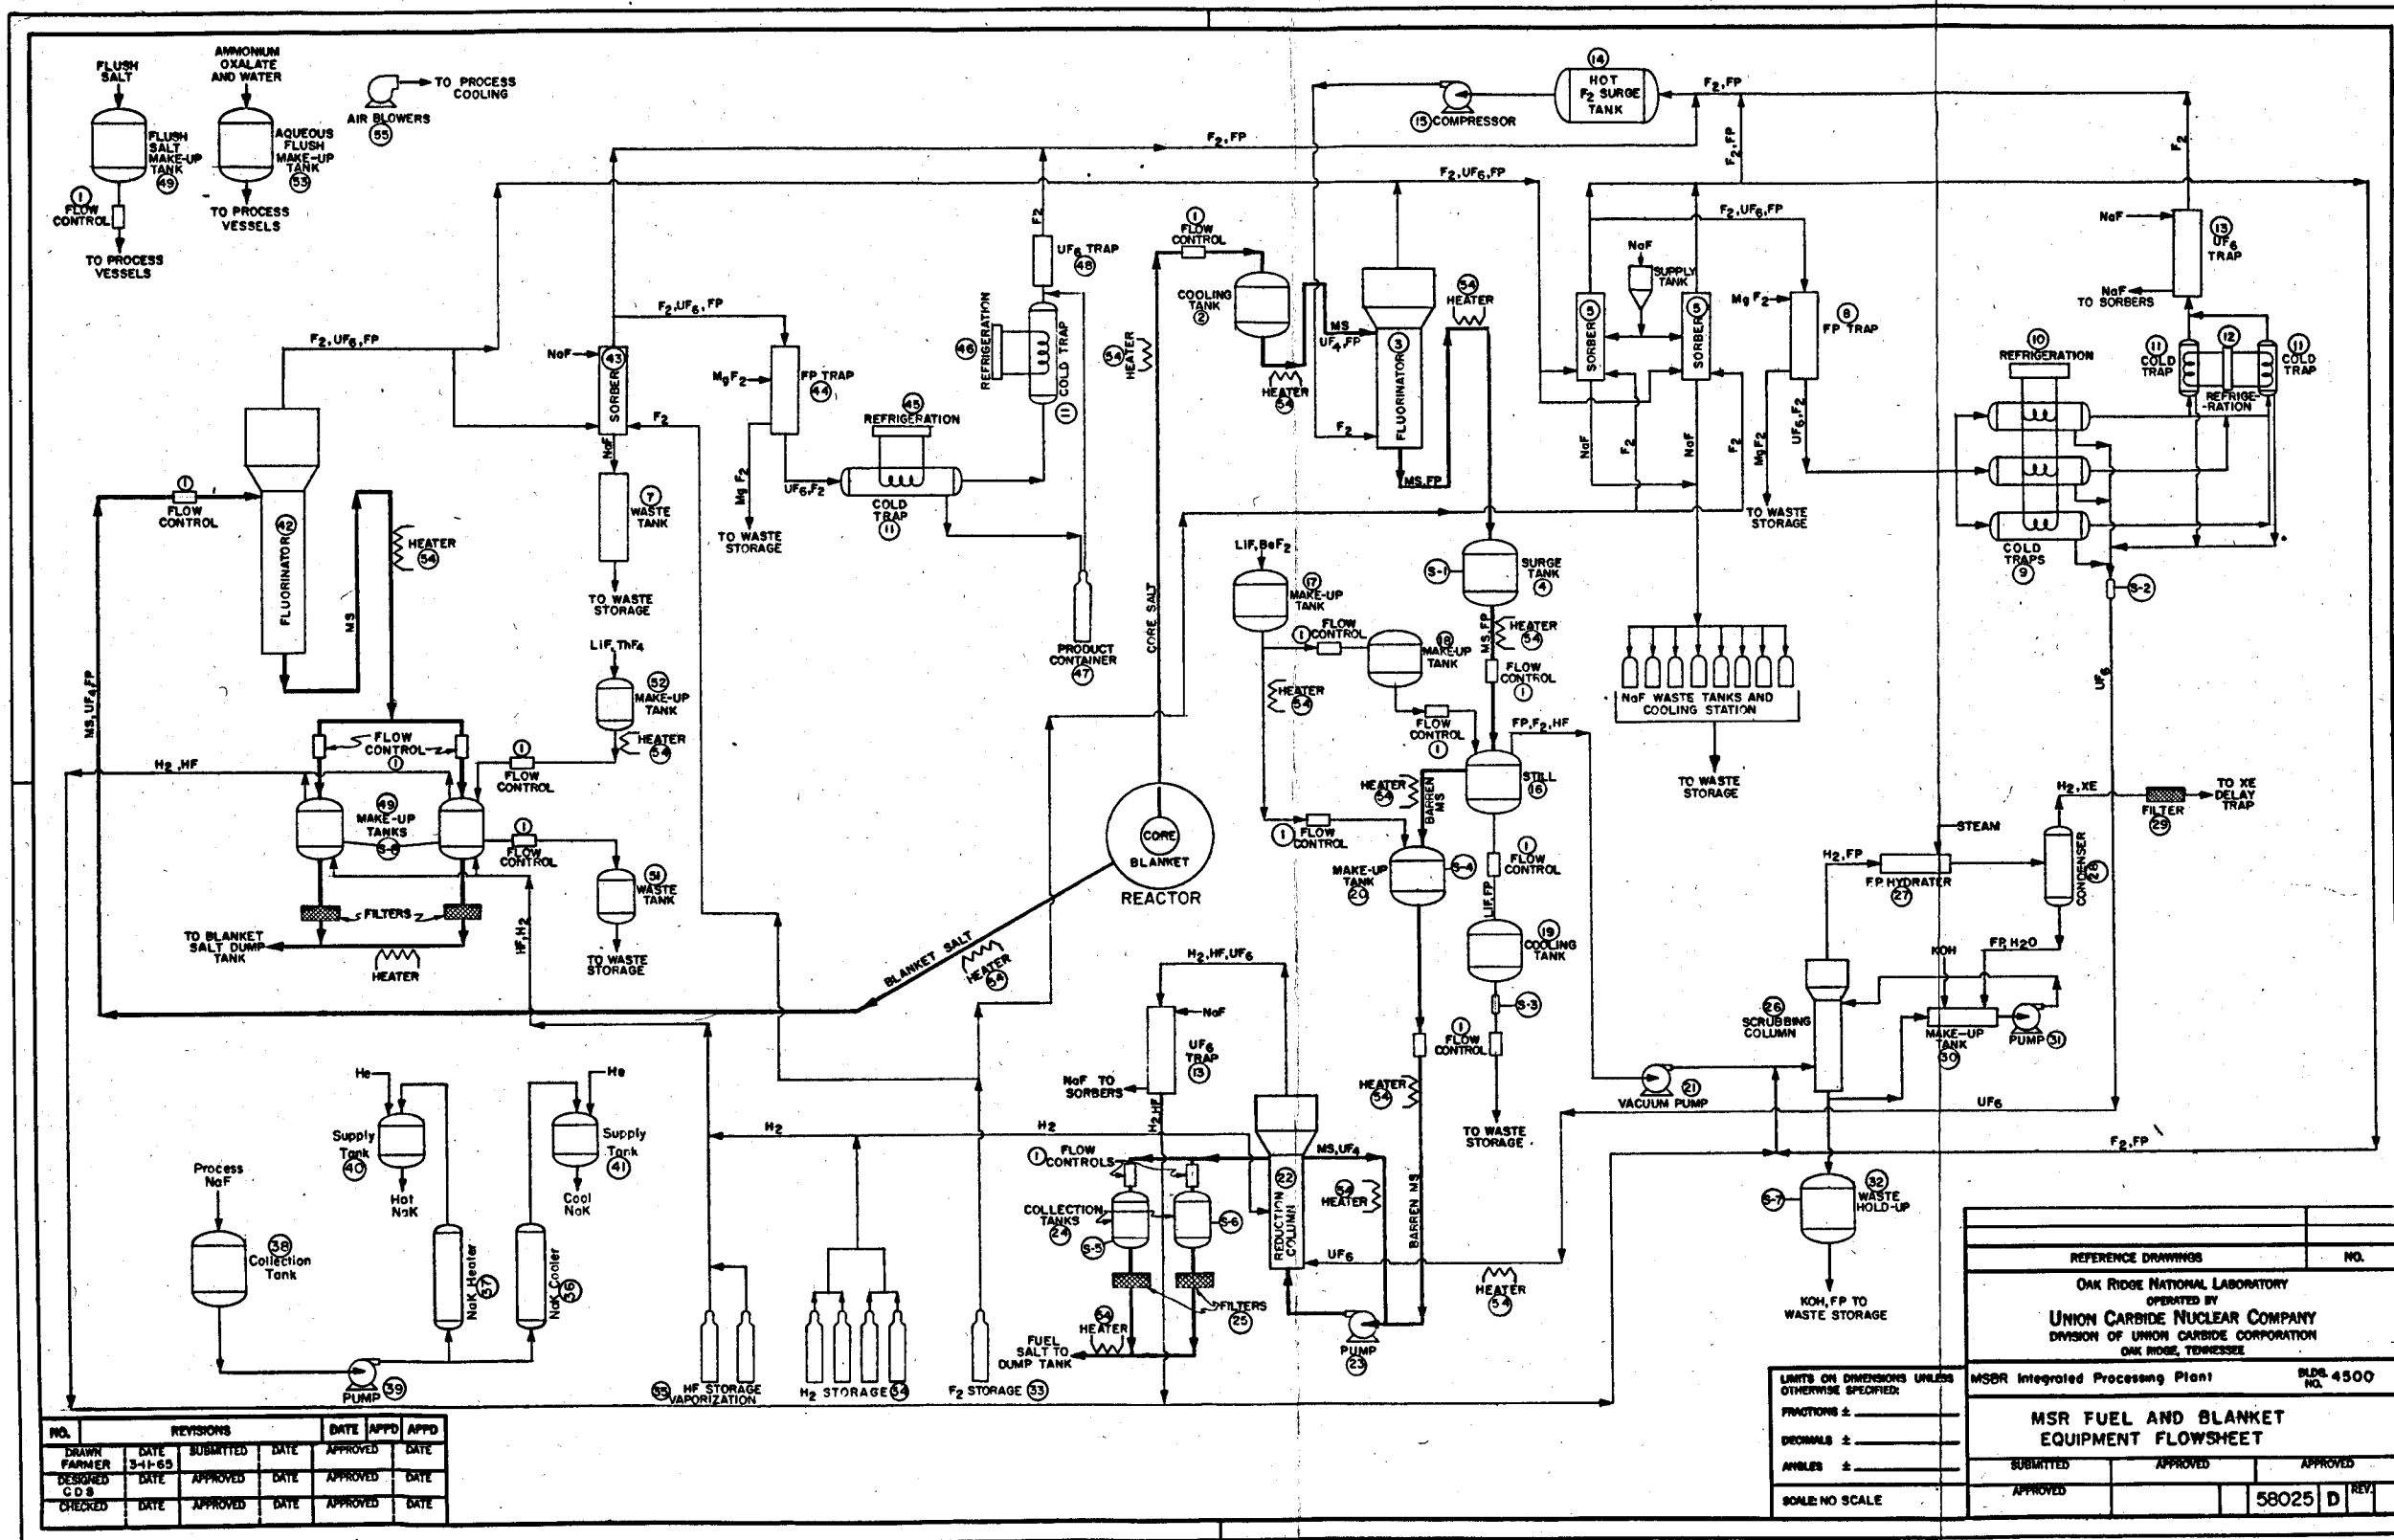 FLUSH
SALT
FLUSH
SALT
MAKE-UP
TANK
49
1
FLOW
CONTROL
TO PROCESS
VESSELS
AMMONIUM
OXALATE
AND WATER
AQUEOUS
FLUSH
MAKE-UP
TANK
53
TO PROCESS
VESSELS
TO PROCESS
COOLING
AIR BLOWERS
55
F2, UF6, FP
1
FLOW
CONTROL
FLUORINATOR
42
MS
HEATER
54
MS, UF4, FP
NaF
SORBER
43
F2
NaF
7
WASTE
TANK
TO WASTE
STORAGE
F2, UF6, FP
MgF2
FP TRAP
44
MgF2
TO WASTE
STORAGE
UF6, F2
45
REFRIGERATION
COLD
TRAP
11
REFRIGERATION
46
COLD TRAP
11
F2
UF6 TRAP
48
PRODUCT
CONTAINER
47
F2, FP
F2, UF6, FP
LiF, ThF4
52
MAKE-UP
TANK
HEATER
54
FLOW
CONTROL
1
1
FLOW
CONTROL
H2, HF
49
MAKE-UP
TANKS
S-8
1
FLOW
CONTROL
51
WASTE
TANK
TO WASTE
STORAGE
FILTERS
TO BLANKET
SALT DUMP
TANK
HEATER
HF, H2
BLANKET SALT
HEATER
54
CORE
BLANKET
REACTOR
CORE SALT
54
HEATER
1
FLOW
CONTROL
COOLING
TANK
2
HEATER
54
MS
UF4, FP
F2
FLUORINATOR
3
MS, FP
54
HEATER
15 COMPRESSOR
14
HOT
F2 SURGE
TANK
F2, FP
F2, FP
F2
F2, UF6, FP
NaF
SUPPLY
TANK
5
SORBER
5
SORBER
NaF
F2
NaF
F2
MgF2
8
FP TRAP
MgF2
TO WASTE
STORAGE
UF6, F2
10
REFRIGERATION
COLD
TRAPS
9
NaF
13
UF6
TRAP
NaF
TO SORBERS
11
COLD
TRAP
12
REFRIGE-
-RATION
11
COLD
TRAP
S-2
UF6
S-1
SURGE
TANK
4
MS, FP
HEATER
54
FLOW
CONTROL
1
LiF, BeF2
17
MAKE-UP
TANK
FLOW
1 CONTROL
18
MAKE-UP
TANK
HEATER
54
FLOW
CONTROL
1
FP, F2, HF
STILL
16
HEATER
54
BARREN
MS
1 FLOW
CONTROL
MAKE-UP
TANK
20
S-4
1
FLOW
CONTROL
LiF, FP
19
COOLING
TANK
S-3
1
FLOW
CONTROL
TO WASTE
STORAGE
HEATER
54
BARREN MS
NaF WASTE TANKS AND
COOLING STATION
TO WASTE
STORAGE
H2, XE
TO XE
DELAY
TRAP
FILTER
29
STEAM
H2, FP
F.P. HYDRATER
27
CONDENSER
28
FP, H2O
KOH
26
SCRUBBING
COLUMN
MAKE-UP
TANK
30
PUMP 31
21
VACUUM PUMP
UF6
F2, FP
S-7
32
WASTE
HOLD-UP
KOH, FP TO
WASTE STORAGE
H2, HF, UF6
NaF
UF6
TRAP
13
NaF TO
SORBERS
H2, HF
H2
H2
1 FLOW
CONTROLS
MS, UF4
COLLECTION
TANKS
24
S-5
S-6
22
REDUCTION
COLUMN
54
HEATER
UF6
HEATER
54
FILTERS
25
54
HEATER
FUEL
SALT TO
DUMP TANK
PUMP
23
He
Supply
Tank
40
Hot
NaK
He
Supply
Tank
41
Cool
NaK
Process
NaF
38
Collection
Tank
NaK Heater
37
NaK Cooler
36
PUMP 39
35 HF STORAGE
VAPORIZATION
H2 STORAGE 34
F2 STORAGE 33
NO. REVISIONS DATE APPD APPD
DRAWN DATE SUBMITTED DATE APPROVED DATE
FARMER 3-11-65
DESIGNED DATE APPROVED DATE APPROVED DATE
CDS
CHECKED DATE APPROVED DATE APPROVED DATE
REFERENCE DRAWINGS NO.
OAK RIDGE NATIONAL LABORATORY
OPERATED BY
UNION CARBIDE NUCLEAR COMPANY
DIVISION OF UNION CARBIDE CORPORATION
OAK RIDGE, TENNESSEE
LIMITS ON DIMENSIONS UNLESS
OTHERWISE SPECIFIED:
FRACTIONS ±
DECIMALS ±
ANGLES ±
SCALE: NO SCALE
MSBR Integrated Processing Plant BLDG. NO. 4500
MSR FUEL AND BLANKET
EQUIPMENT FLOWSHEET
SUBMITTED APPROVED APPROVED
APPROVED
58025 D REV.